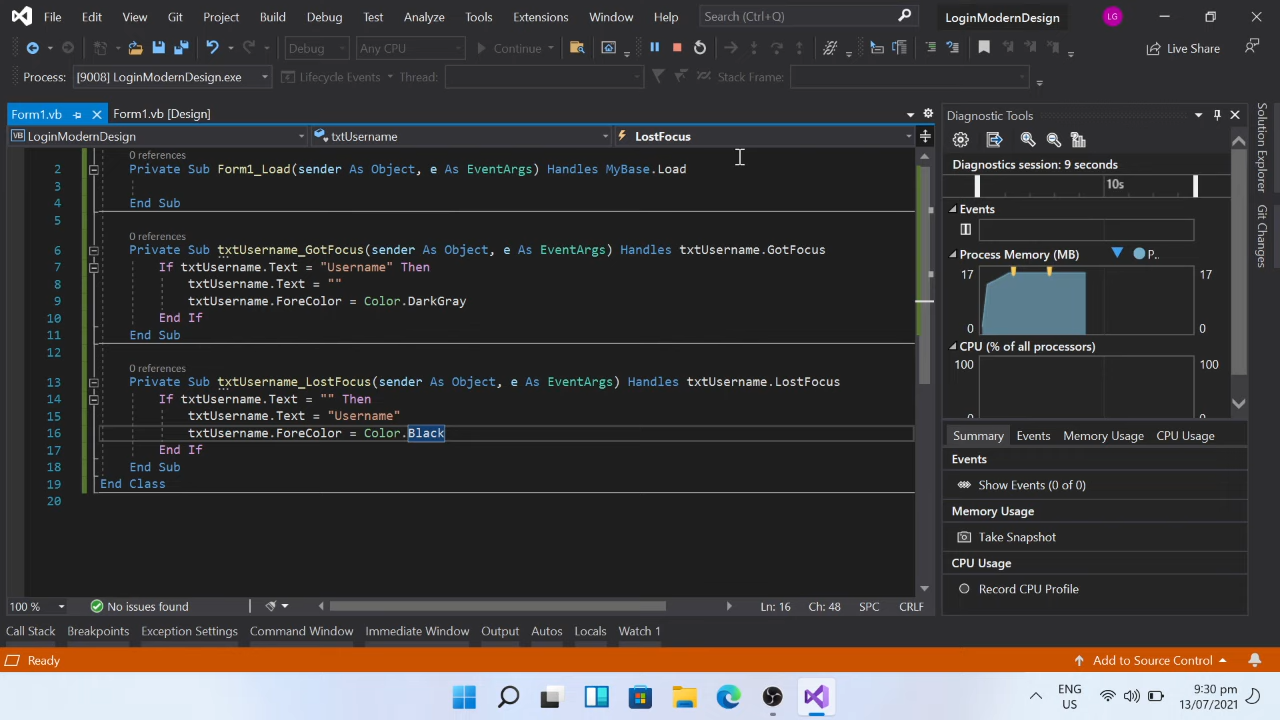 File Edit View Git Project Build Debug Test Analyze Tools Extensions Window Help Search (Ctrl+Q) LoginModernDesign LG
Debug Any CPU Continue Live Share
Process: [9008] LoginModernDesign.exe Lifecycle Events Thread: Stack Frame:
Form1.vb Form1.vb [Design]
VB LoginModernDesign txtUsername LostFocus
0 references
2 Private Sub Form1_Load(sender As Object, e As EventArgs) Handles MyBase.Load
3
4 End Sub
5
0 references
6 Private Sub txtUsername_GotFocus(sender As Object, e As EventArgs) Handles txtUsername.GotFocus
7 If txtUsername.Text = "Username" Then
8 txtUsername.Text = ""
9 txtUsername.ForeColor = Color.DarkGray
10 End If
11 End Sub
12
0 references
13 Private Sub txtUsername_LostFocus(sender As Object, e As EventArgs) Handles txtUsername.LostFocus
14 If txtUsername.Text = "" Then
15 txtUsername.Text = "Username"
16 txtUsername.ForeColor = Color.Black
17 End If
18 End Sub
19 End Class
20
100 % No issues found Ln: 16 Ch: 48 SPC CRLF
Diagnostic Tools
Diagnostics session: 9 seconds
10s
Events
Process Memory (MB) P..
17 17
0 0
CPU (% of all processors)
100 100
0 0
Summary Events Memory Usage CPU Usage
Events
Show Events (0 of 0)
Memory Usage
Take Snapshot
CPU Usage
Record CPU Profile
Solution Explorer
Git Changes
Call Stack Breakpoints Exception Settings Command Window Immediate Window Output Autos Locals Watch 1
Ready Add to Source Control
ENG
US
9:30 pm
13/07/2021